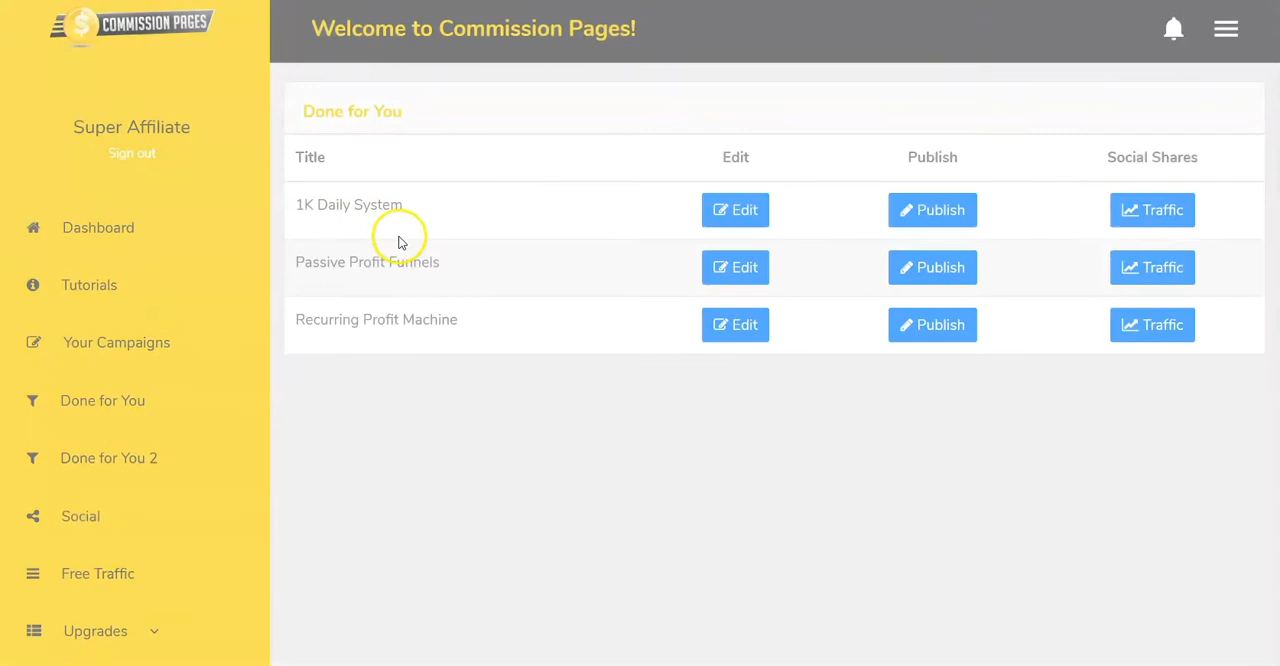 COMMISSION PAGES
Welcome to Commission Pages!
Super Affiliate
Sign out
Dashboard
Tutorials
Your Campaigns
Done for You
Done for You 2
Social
Free Traffic
Upgrades
Done for You
Title Edit Publish Social Shares
1K Daily System Edit Publish Traffic
Passive Profit Funnels Edit Publish Traffic
Recurring Profit Machine Edit Publish Traffic